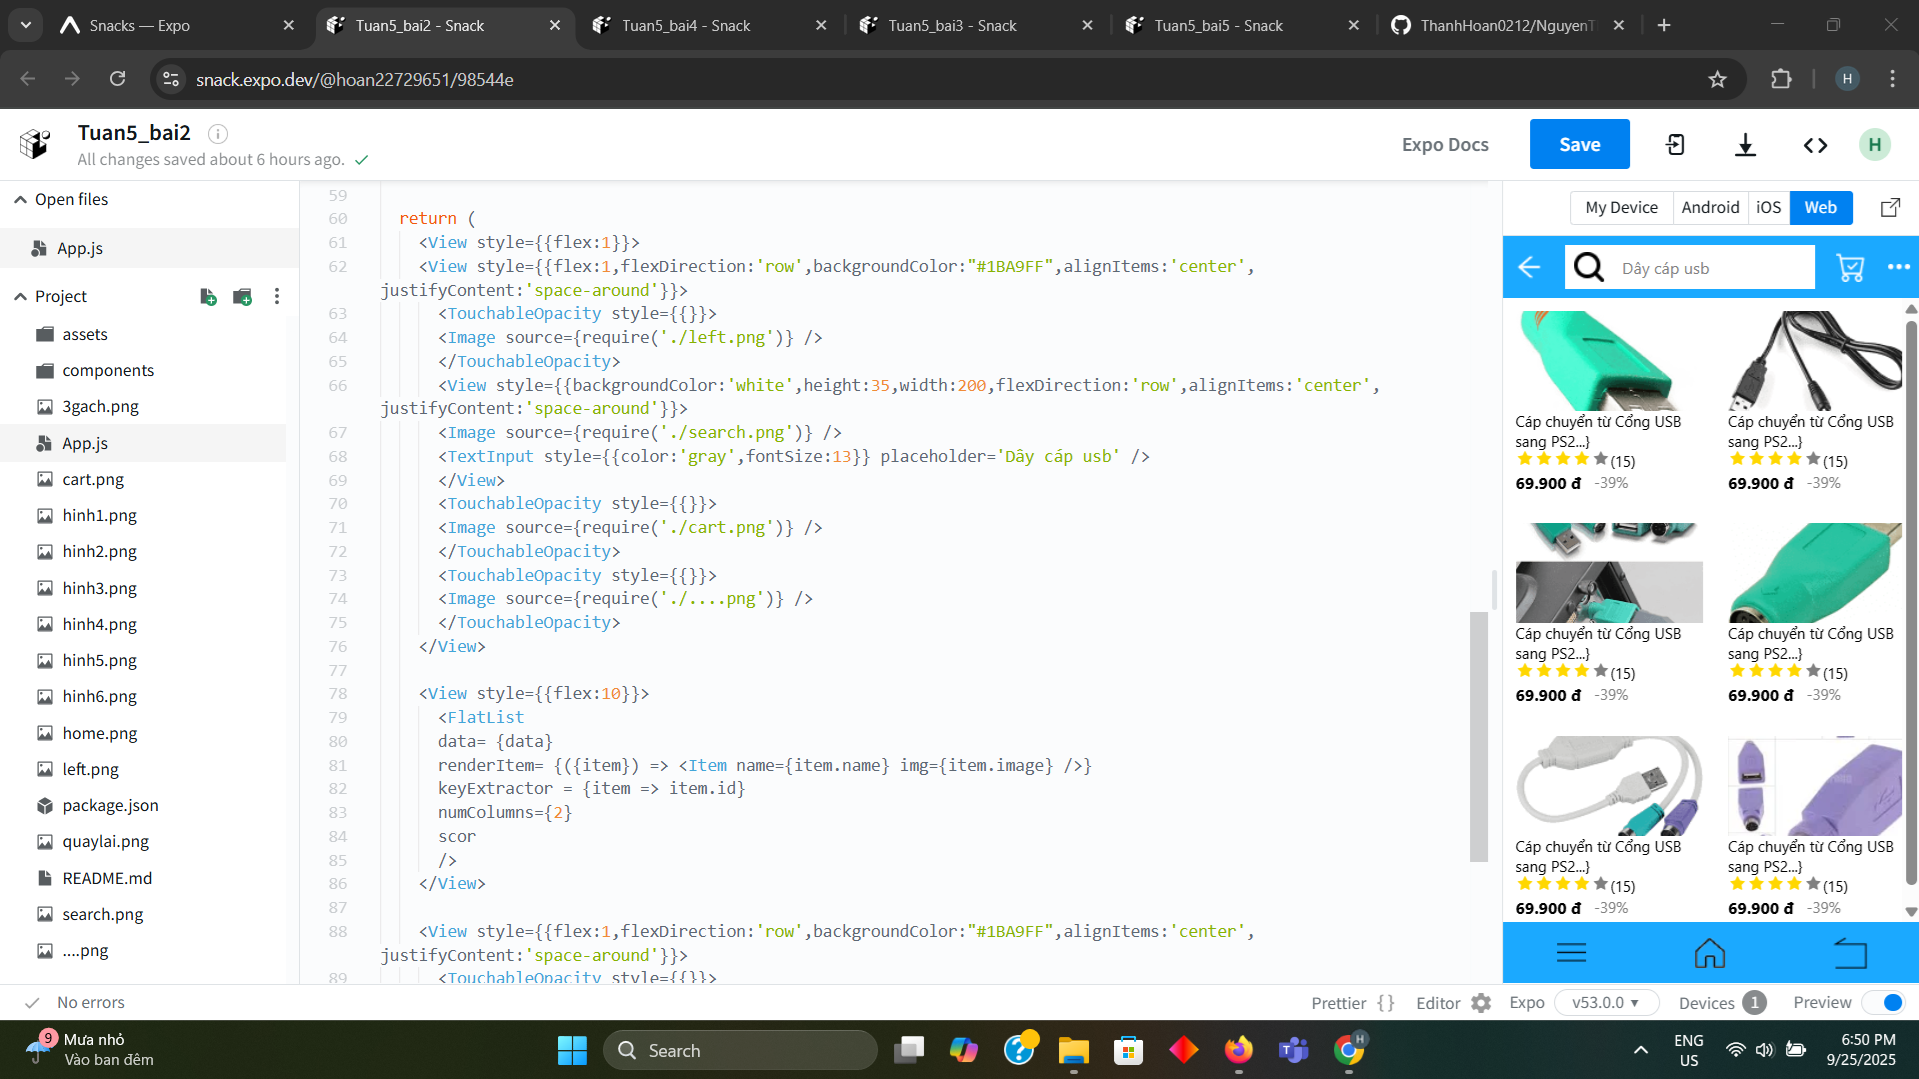 Snacks — Expo
Tuan5_bai2 - Snack
Tuan5_bai4 - Snack
Tuan5_bai3 - Snack
Tuan5_bai5 - Snack
ThanhHoan0212/NguyenT
snack.expo.dev/@hoan22729651/98544e
H
Tuan5_bai2
All changes saved about 6 hours ago.
Expo Docs
Save
H
Open files
App.js
Project
assets
components
3gach.png
App.js
cart.png
hinh1.png
hinh2.png
hinh3.png
hinh4.png
hinh5.png
hinh6.png
home.png
left.png
package.json
quaylai.png
README.md
search.png
....png
59
60 return (
61 <View style={{flex:1}}>
62 <View style={{flex:1,flexDirection:'row',backgroundColor:"#1BA9FF",alignItems:'center',
justifyContent:'space-around'}}>
63 <TouchableOpacity style={{}}>
64 <Image source={require('./left.png')} />
65 </TouchableOpacity>
66 <View style={{backgroundColor:'white',height:35,width:200,flexDirection:'row',alignItems:'center',
justifyContent:'space-around'}}>
67 <Image source={require('./search.png')} />
68 <TextInput style={{color:'gray',fontSize:13}} placeholder='Dây cáp usb' />
69 </View>
70 <TouchableOpacity style={{}}>
71 <Image source={require('./cart.png')} />
72 </TouchableOpacity>
73 <TouchableOpacity style={{}}>
74 <Image source={require('./....png')} />
75 </TouchableOpacity>
76 </View>
77
78 <View style={{flex:10}}>
79 <FlatList
80 data= {data}
81 renderItem= {({item}) => <Item name={item.name} img={item.image} />}
82 keyExtractor = {item => item.id}
83 numColumns={2}
84 scor
85 />
86 </View>
87
88 <View style={{flex:1,flexDirection:'row',backgroundColor:"#1BA9FF",alignItems:'center',
justifyContent:'space-around'}}>
89 <TouchableOpacity style={{}}>
My Device
Android
iOS
Web
Dây cáp usb
Cáp chuyển từ Cổng USB
sang PS2...}
(15)
69.900 đ -39%
Cáp chuyển từ Cổng USB
sang PS2...}
(15)
69.900 đ -39%
Cáp chuyển từ Cổng USB
sang PS2...}
(15)
69.900 đ -39%
Cáp chuyển từ Cổng USB
sang PS2...}
(15)
69.900 đ -39%
Cáp chuyển từ Cổng USB
sang PS2...}
(15)
69.900 đ -39%
Cáp chuyển từ Cổng USB
sang PS2...}
(15)
69.900 đ -39%
No errors
Prettier { }
Editor
Expo
v53.0.0
Devices 1
Preview
9
Mưa nhỏ
Vào ban đêm
Search
H
ENG
US
6:50 PM
9/25/2025